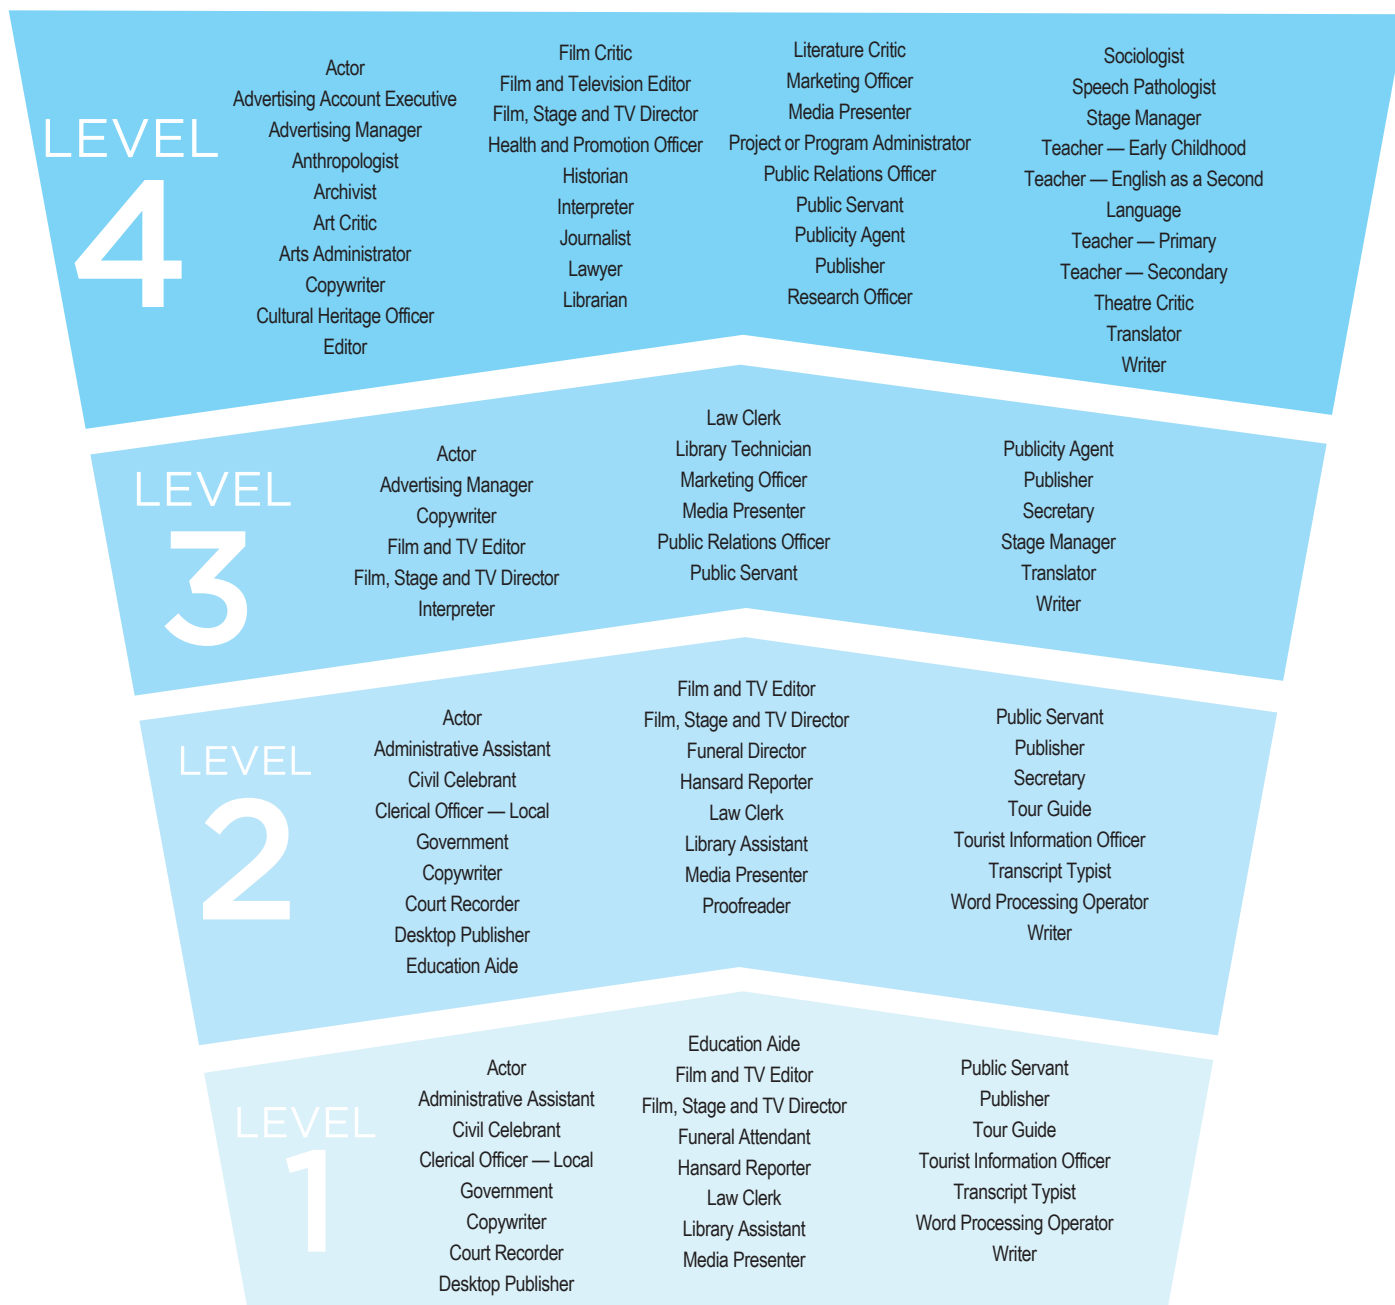 LEVEL
4
Actor
Advertising Account Executive
Advertising Manager
Anthropologist
Archivist
Art Critic
Arts Administrator
Copywriter
Cultural Heritage Officer
Editor
Film Critic
Film and Television Editor
Film, Stage and TV Director
Health and Promotion Officer
Historian
Interpreter
Journalist
Lawyer
Librarian
Literature Critic
Marketing Officer
Media Presenter
Project or Program Administrator
Public Relations Officer
Public Servant
Publicity Agent
Publisher
Research Officer
Sociologist
Speech Pathologist
Stage Manager
Teacher — Early Childhood
Teacher — English as a Second
Language
Teacher — Primary
Teacher — Secondary
Theatre Critic
Translator
Writer
LEVEL
3
Actor
Advertising Manager
Copywriter
Film and TV Editor
Film, Stage and TV Director
Interpreter
Law Clerk
Library Technician
Marketing Officer
Media Presenter
Public Relations Officer
Public Servant
Publicity Agent
Publisher
Secretary
Stage Manager
Translator
Writer
LEVEL
2
Actor
Administrative Assistant
Civil Celebrant
Clerical Officer — Local
Government
Copywriter
Court Recorder
Desktop Publisher
Education Aide
Film and TV Editor
Film, Stage and TV Director
Funeral Director
Hansard Reporter
Law Clerk
Library Assistant
Media Presenter
Proofreader
Public Servant
Publisher
Secretary
Tour Guide
Tourist Information Officer
Transcript Typist
Word Processing Operator
Writer
LEVEL
1
Actor
Administrative Assistant
Civil Celebrant
Clerical Officer — Local
Government
Copywriter
Court Recorder
Desktop Publisher
Education Aide
Film and TV Editor
Film, Stage and TV Director
Funeral Attendant
Hansard Reporter
Law Clerk
Library Assistant
Media Presenter
Public Servant
Publisher
Tour Guide
Tourist Information Officer
Transcript Typist
Word Processing Operator
Writer